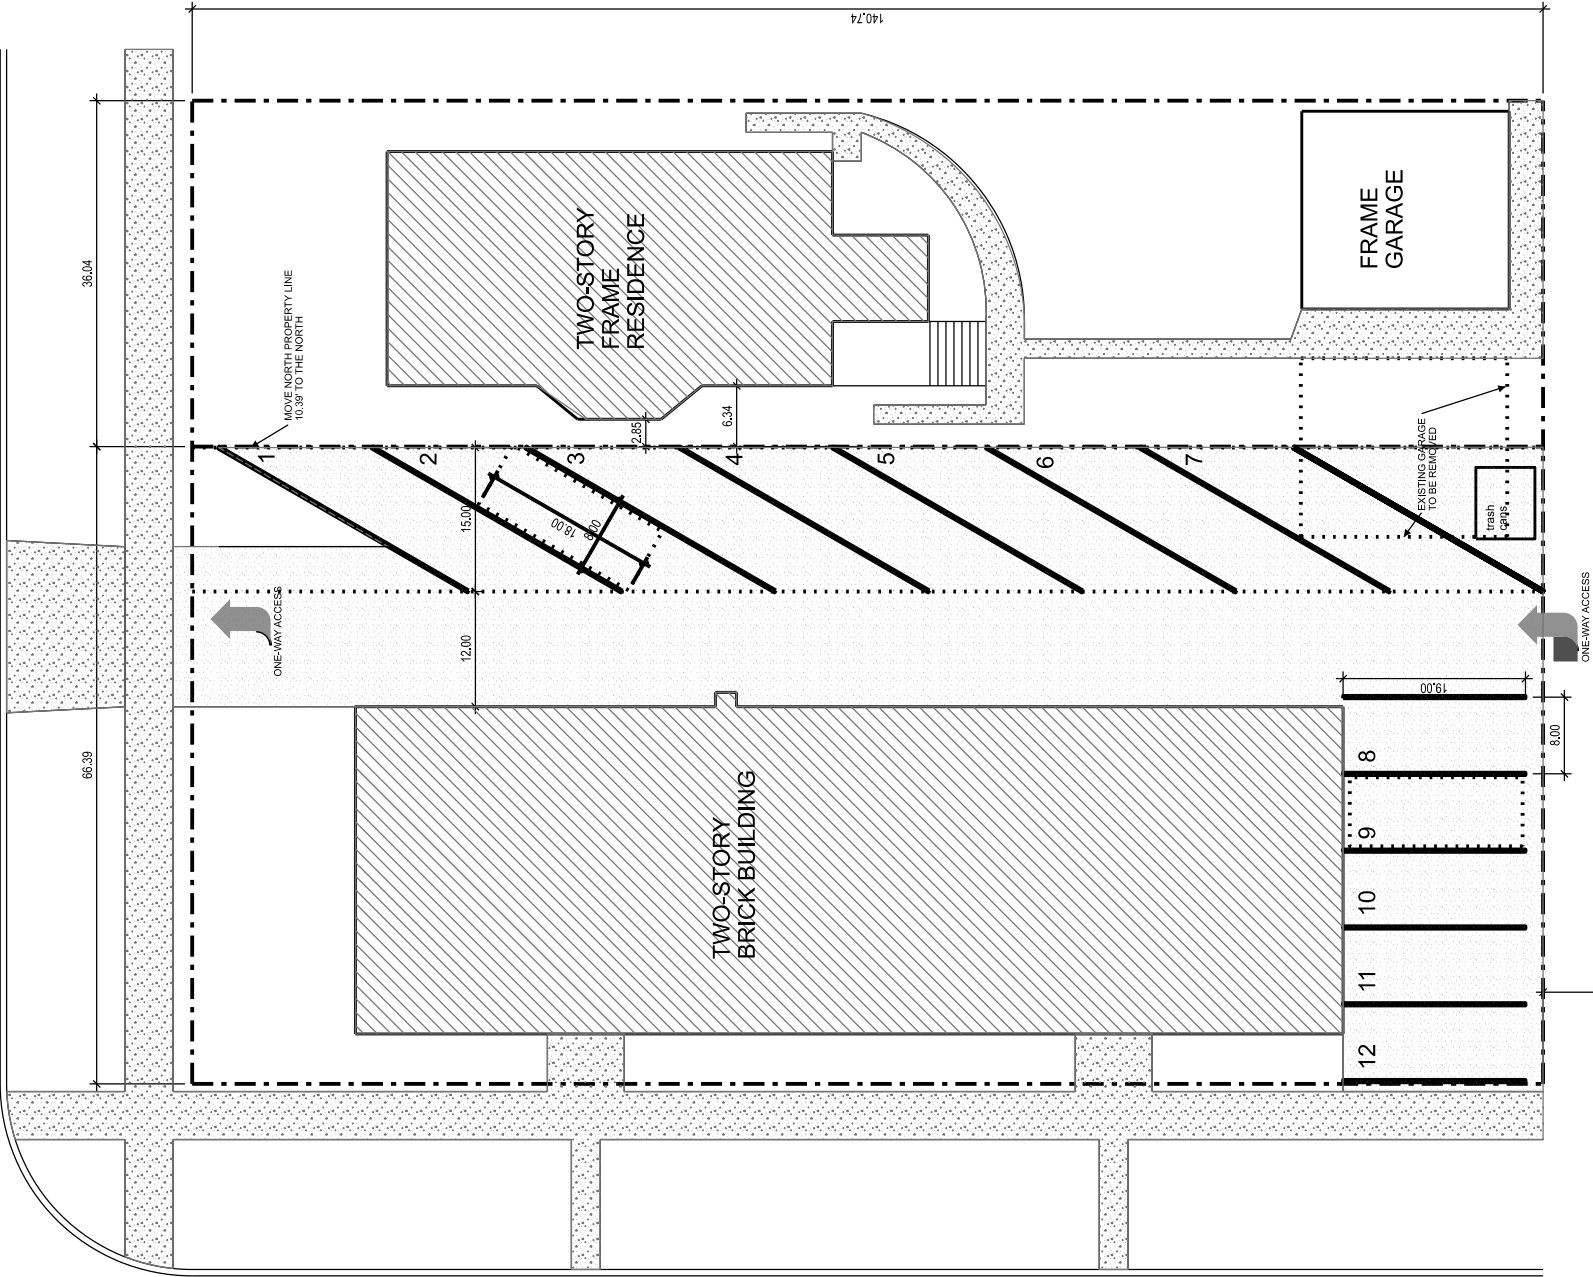 140.74
36.04
MOVE NORTH PROPERTY LINE
10.39' TO THE NORTH
TWO-STORY
FRAME
RESIDENCE
FRAME
GARAGE
2.85
6.34
1
2
3
4
5
6
7
15.00
18.00
8.00
EXISTING GARAGE
TO BE REMOVED
trash
cans
ONE-WAY ACCESS
12.00
ONE-WAY ACCESS
66.39
TWO-STORY
BRICK BUILDING
19.00
8.00
8
9
10
11
12